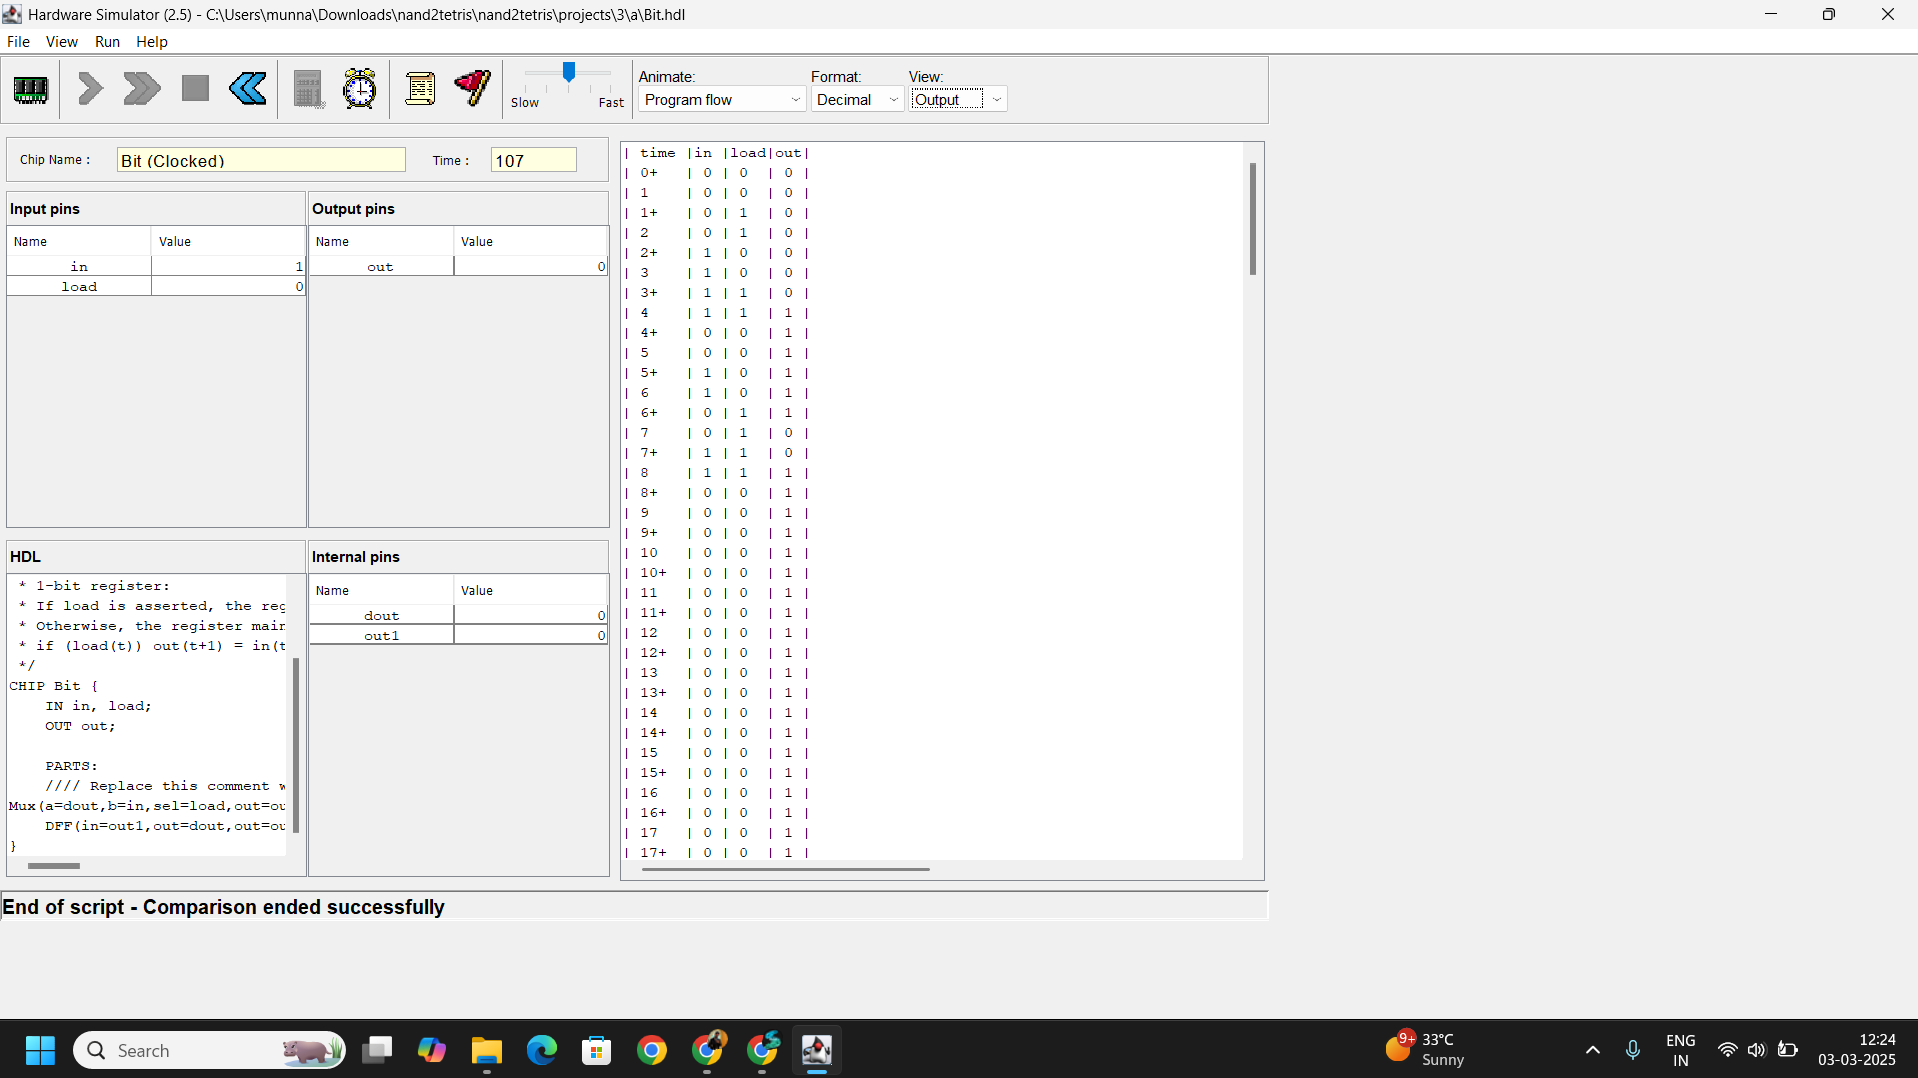 Hardware Simulator (2.5) - C:\Users\munna\Downloads\nand2tetris\nand2tetris\projects\3\a\Bit.hdl
File View Run Help
Slow Fast
Animate: Format: View:
Program flow Decimal Output
Chip Name : Bit (Clocked) Time : 107
Input pins
Name Value
in 1
load 0
Output pins
Name Value
out 0
HDL
* 1-bit register:
* If load is asserted, the reg
* Otherwise, the register main
* if (load(t)) out(t+1) = in(t
*/
CHIP Bit {
IN in, load;
OUT out;
PARTS:
//// Replace this comment w
Mux(a=dout,b=in,sel=load,out=ou
DFF(in=out1,out=dout,out=ou
}
Internal pins
Name Value
dout 0
out1 0
| time |in |load|out|
| 0+ | 0 | 0 | 0 |
| 1 | 0 | 0 | 0 |
| 1+ | 0 | 1 | 0 |
| 2 | 0 | 1 | 0 |
| 2+ | 1 | 0 | 0 |
| 3 | 1 | 0 | 0 |
| 3+ | 1 | 1 | 0 |
| 4 | 1 | 1 | 1 |
| 4+ | 0 | 0 | 1 |
| 5 | 0 | 0 | 1 |
| 5+ | 1 | 0 | 1 |
| 6 | 1 | 0 | 1 |
| 6+ | 0 | 1 | 1 |
| 7 | 0 | 1 | 0 |
| 7+ | 1 | 1 | 0 |
| 8 | 1 | 1 | 1 |
| 8+ | 0 | 0 | 1 |
| 9 | 0 | 0 | 1 |
| 9+ | 0 | 0 | 1 |
| 10 | 0 | 0 | 1 |
| 10+ | 0 | 0 | 1 |
| 11 | 0 | 0 | 1 |
| 11+ | 0 | 0 | 1 |
| 12 | 0 | 0 | 1 |
| 12+ | 0 | 0 | 1 |
| 13 | 0 | 0 | 1 |
| 13+ | 0 | 0 | 1 |
| 14 | 0 | 0 | 1 |
| 14+ | 0 | 0 | 1 |
| 15 | 0 | 0 | 1 |
| 15+ | 0 | 0 | 1 |
| 16 | 0 | 0 | 1 |
| 16+ | 0 | 0 | 1 |
| 17 | 0 | 0 | 1 |
| 17+ | 0 | 0 | 1 |
End of script - Comparison ended successfully
Search
9+
33°C
Sunny
ENG
IN
12:24
03-03-2025